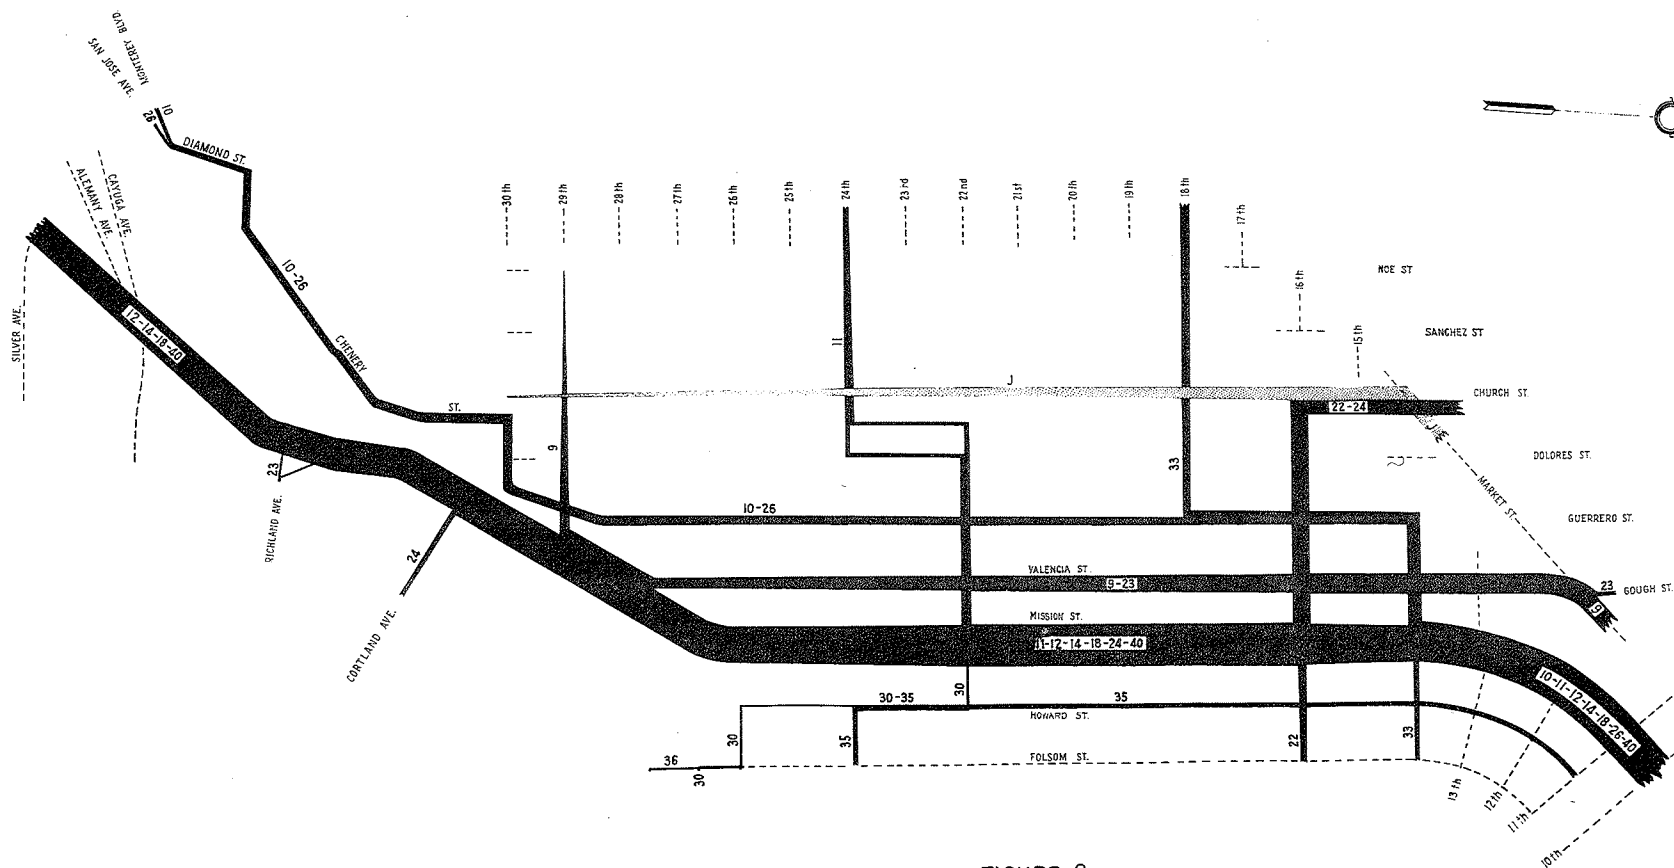 MONTEREY BLVD.
SAN JOSE AVE.
10
26
DIAMOND ST.
CAYUGA AVE.
ALEMANY AVE.
SILVER AVE.
12-14-18-40
10-26
CHENERY
ST.
23
RICHLAND AVE.
24
CORTLAND AVE.
30th
29th
28th
27th
26th
25th
24th
23rd
22nd
21st
20th
19th
18th
17th
16th
15th
NOE ST
SANCHEZ ST
CHURCH ST.
DOLORES ST.
GUERRERO ST.
GOUGH ST.
MARKET ST.
11
J
22-24
9
33
10-26
VALENCIA ST.
9-23
23
9
MISSION ST.
11-12-14-18-24-40
10-11-12-14-18-26-40
30-35
30
35
HOWARD ST.
30
35
22
33
FOLSOM ST.
36
30
13th
12th
11th
10th